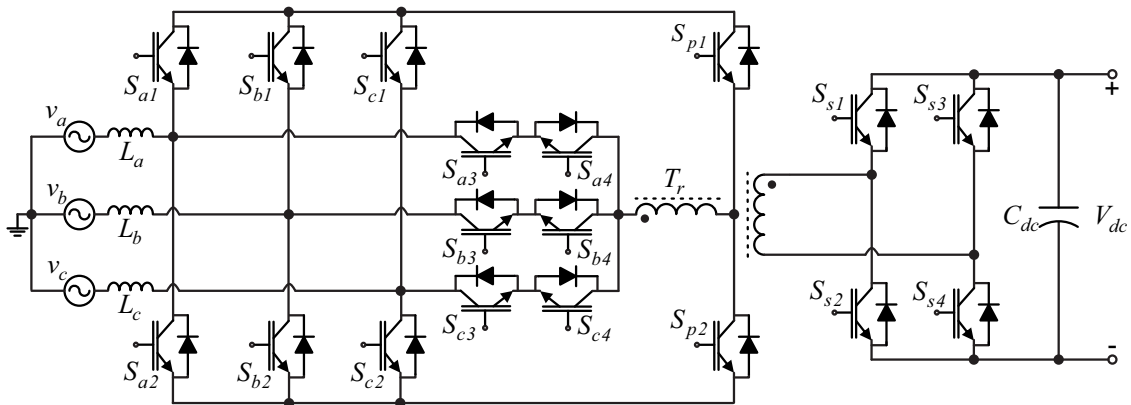 S_{a1}
S_{b1}
S_{c1}
S_{p1}
S_{s1}
S_{s3}
+
v_a
L_a
S_{a3}
S_{a4}
T_r
v_b
L_b
S_{b3}
S_{b4}
C_{dc}
V_{dc}
v_c
L_c
S_{c3}
S_{c4}
S_{s2}
S_{s4}
-
S_{a2}
S_{b2}
S_{c2}
S_{p2}